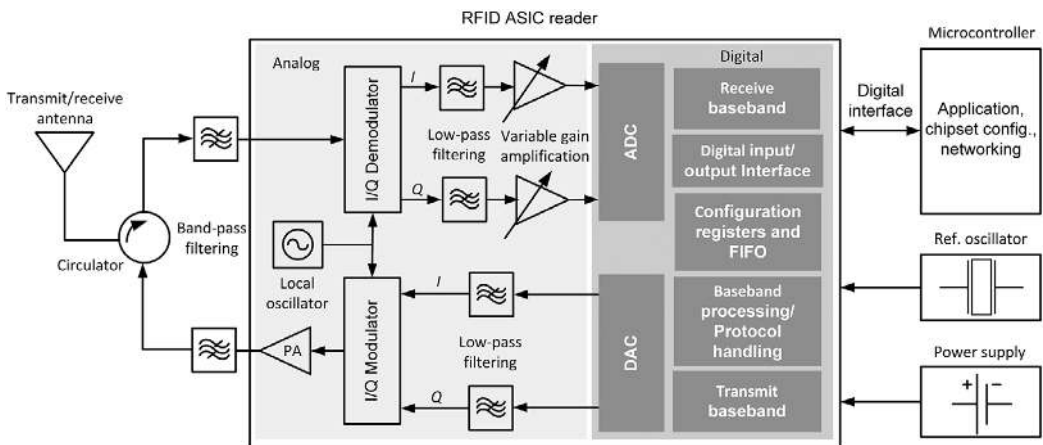 RFID ASIC reader
Analog
Digital
Microcontroller
Transmit/receive
antenna
I/Q Demodulator
I
Low-pass
filtering
Variable gain
amplification
Q
ADC
Receive
baseband
Digital input/
output Interface
Configuration
registers and
FIFO
Digital
interface
Application,
chipset config.,
networking
Circulator
Band-pass
filtering
Local
oscillator
Ref. oscillator
I/Q Modulator
I
Low-pass
filtering
Q
PA
DAC
Baseband
processing/
Protocol
handling
Transmit
baseband
Power supply
+ −